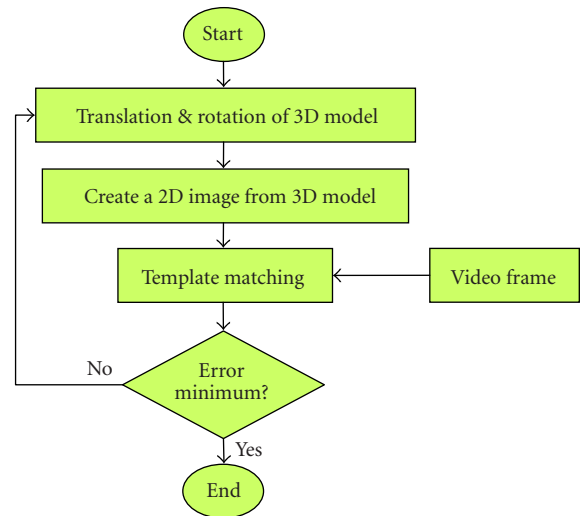 Start
Translation & rotation of 3D model
Create a 2D image from 3D model
Template matching
Video frame
No
Error
minimum?
Yes
End